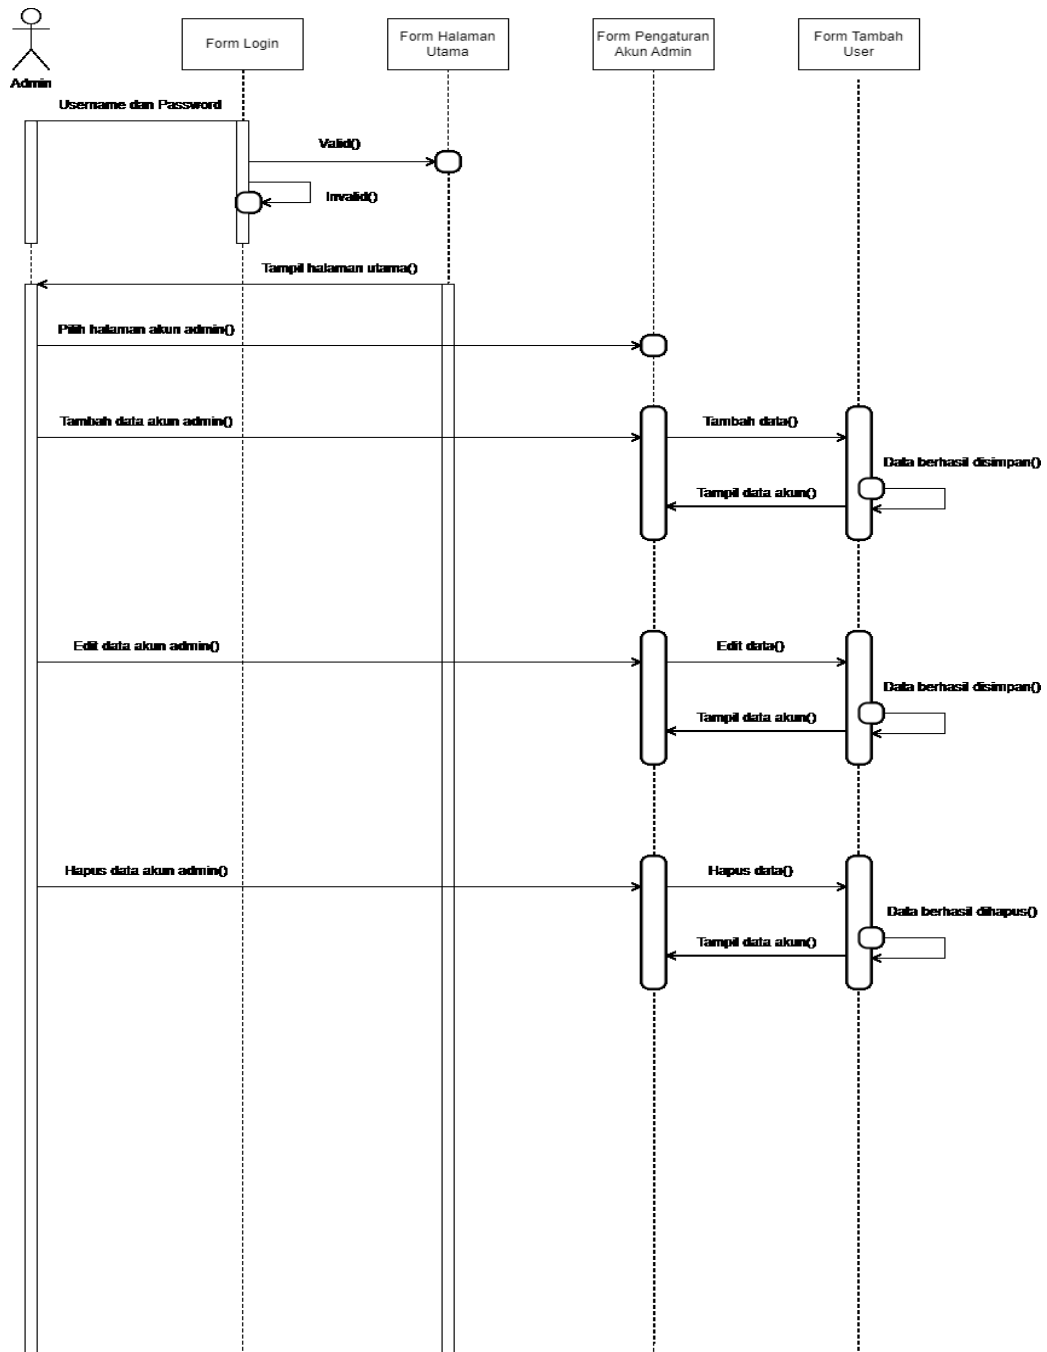 Form Login
Form Halaman
Utama
Form Pengaturan
Akun Admin
Form Tambah
User
Admin
Username dan Password
Valid()
Invalid()
Tampil halaman utama()
Pilih halaman akun admin()
Tambah data akun admin()
Tambah data()
Data berhasil disimpan()
Tampil data akun()
Edit data akun admin()
Edit data()
Data berhasil disimpan()
Tampil data akun()
Hapus data akun admin()
Hapus data()
Data berhasil dihapus()
Tampil data akun()